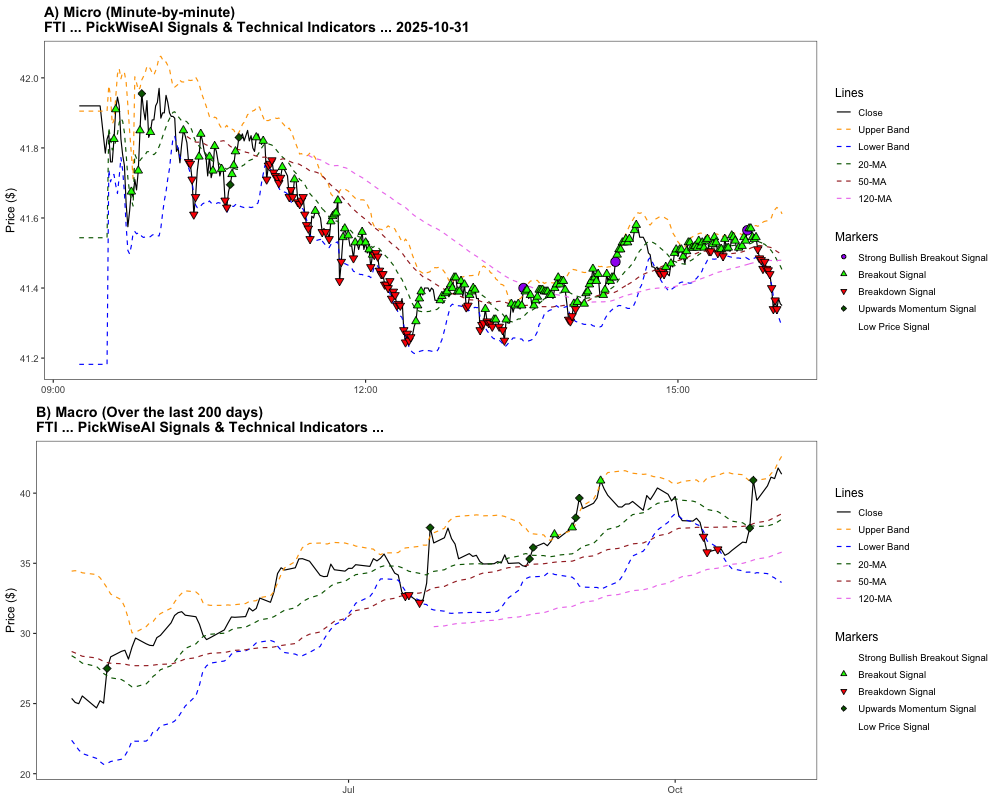 A) Micro (Minute-by-minute)
FTI ... PickWiseAI Signals & Technical Indicators ... 2025-10-31
Price ($)
42.0
41.8
41.6
41.4
41.2
09:00
12:00
15:00
Lines
Close
Upper Band
Lower Band
20-MA
50-MA
120-MA
Markers
Strong Bullish Breakout Signal
Breakout Signal
Breakdown Signal
Upwards Momentum Signal
Low Price Signal
B) Macro (Over the last 200 days)
FTI ... PickWiseAI Signals & Technical Indicators ...
Price ($)
40
35
30
25
20
Jul
Oct
Lines
Close
Upper Band
Lower Band
20-MA
50-MA
120-MA
Markers
Strong Bullish Breakout Signal
Breakout Signal
Breakdown Signal
Upwards Momentum Signal
Low Price Signal